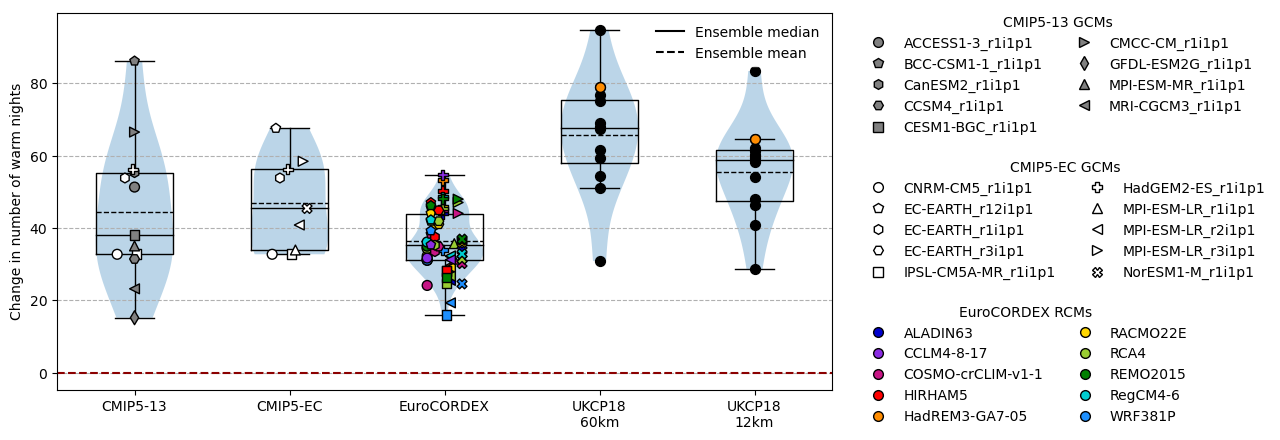 Change in number of warm nights
80
60
40
20
0
Ensemble median
Ensemble mean
CMIP5-13
CMIP5-EC
EuroCORDEX
UKCP18
60km
UKCP18
12km
CMIP5-13 GCMs
ACCESS1-3_r1i1p1
BCC-CSM1-1_r1i1p1
CanESM2_r1i1p1
CCSM4_r1i1p1
CESM1-BGC_r1i1p1
CMCC-CM_r1i1p1
GFDL-ESM2G_r1i1p1
MPI-ESM-MR_r1i1p1
MRI-CGCM3_r1i1p1
CMIP5-EC GCMs
CNRM-CM5_r1i1p1
EC-EARTH_r12i1p1
EC-EARTH_r1i1p1
EC-EARTH_r3i1p1
IPSL-CM5A-MR_r1i1p1
HadGEM2-ES_r1i1p1
MPI-ESM-LR_r1i1p1
MPI-ESM-LR_r2i1p1
MPI-ESM-LR_r3i1p1
NorESM1-M_r1i1p1
EuroCORDEX RCMs
ALADIN63
CCLM4-8-17
COSMO-crCLIM-v1-1
HIRHAM5
HadREM3-GA7-05
RACMO22E
RCA4
REMO2015
RegCM4-6
WRF381P